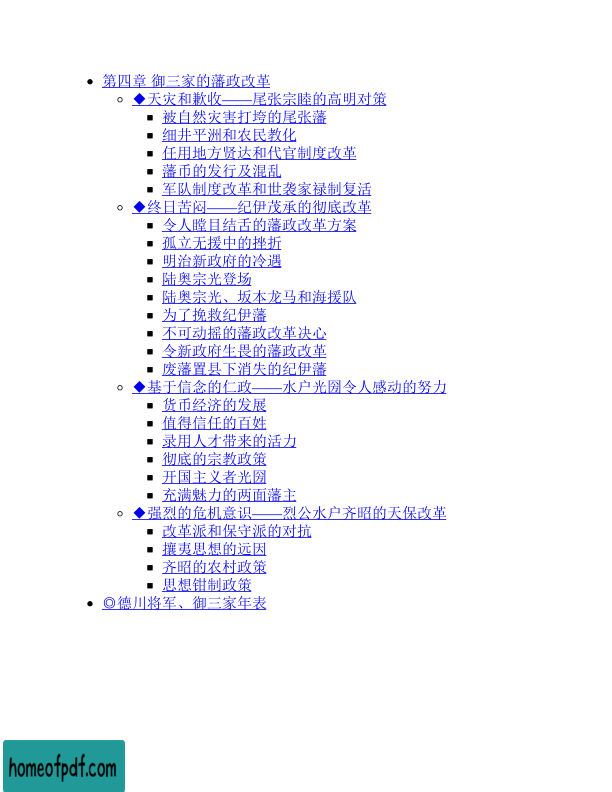 第四章 御三家的藩政改革
◆天灾和歉收——尾张宗睦的高明对策
被自然灾害打垮的尾张藩
细井平洲和农民教化
任用地方贤达和代官制度改革
藩币的发行及混乱
军队制度改革和世袭家禄制复活
◆终日苦闷——纪伊茂承的彻底改革
令人瞠目结舌的藩政改革方案
孤立无援中的挫折
明治新政府的冷遇
陆奥宗光登场
陆奥宗光、坂本龙马和海援队
为了挽救纪伊藩
不可动摇的藩政改革决心
令新政府生畏的藩政改革
废藩置县下消失的纪伊藩
◆基于信念的仁政——水户光圀令人感动的努力
货币经济的发展
值得信任的百姓
录用人才带来的活力
彻底的宗教政策
开国主义者光圀
充满魅力的两面藩主
◆强烈的危机意识——烈公水户齐昭的天保改革
改革派和保守派的对抗
攘夷思想的远因
齐昭的农村政策
思想钳制政策
◎德川将军、御三家年表
homeofpdf.com